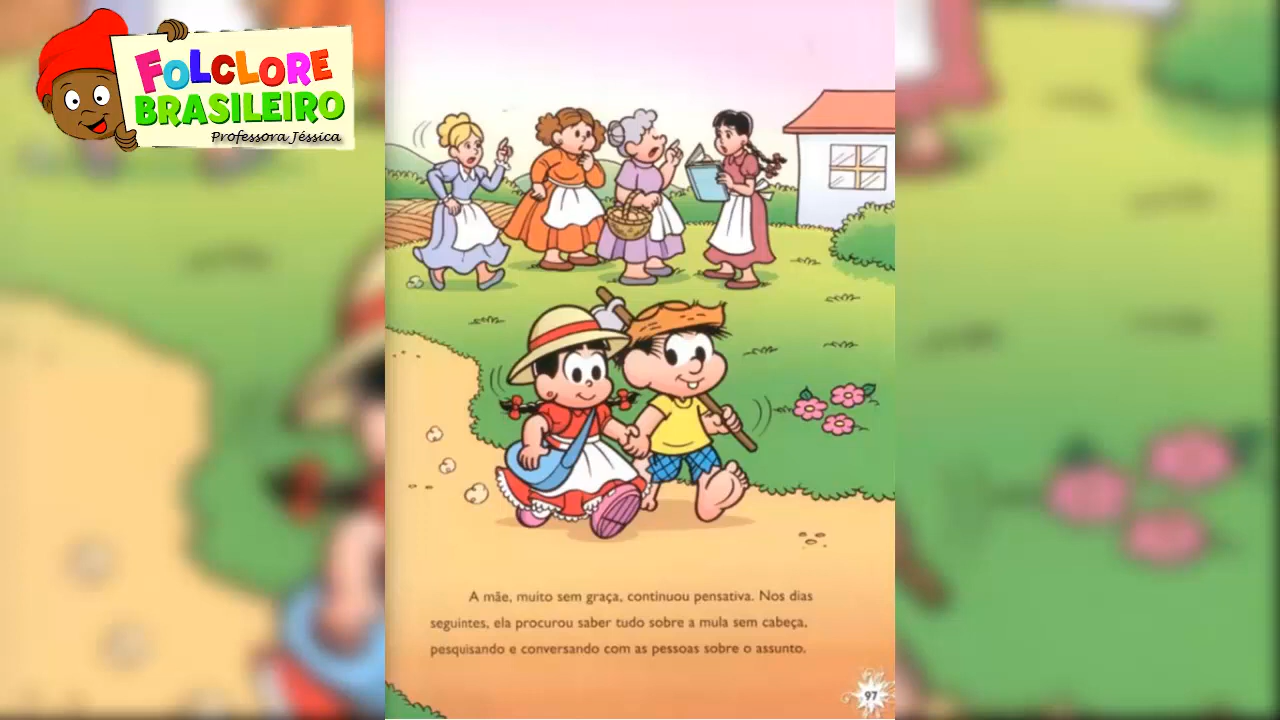 FOLCLORE
BRASILEIRO
Professora Jéssica
A mãe, muito sem graça, continuou pensativa. Nos dias
seguintes, ela procurou saber tudo sobre a mula sem cabeça,
pesquisando e conversando com as pessoas sobre o assunto.
97